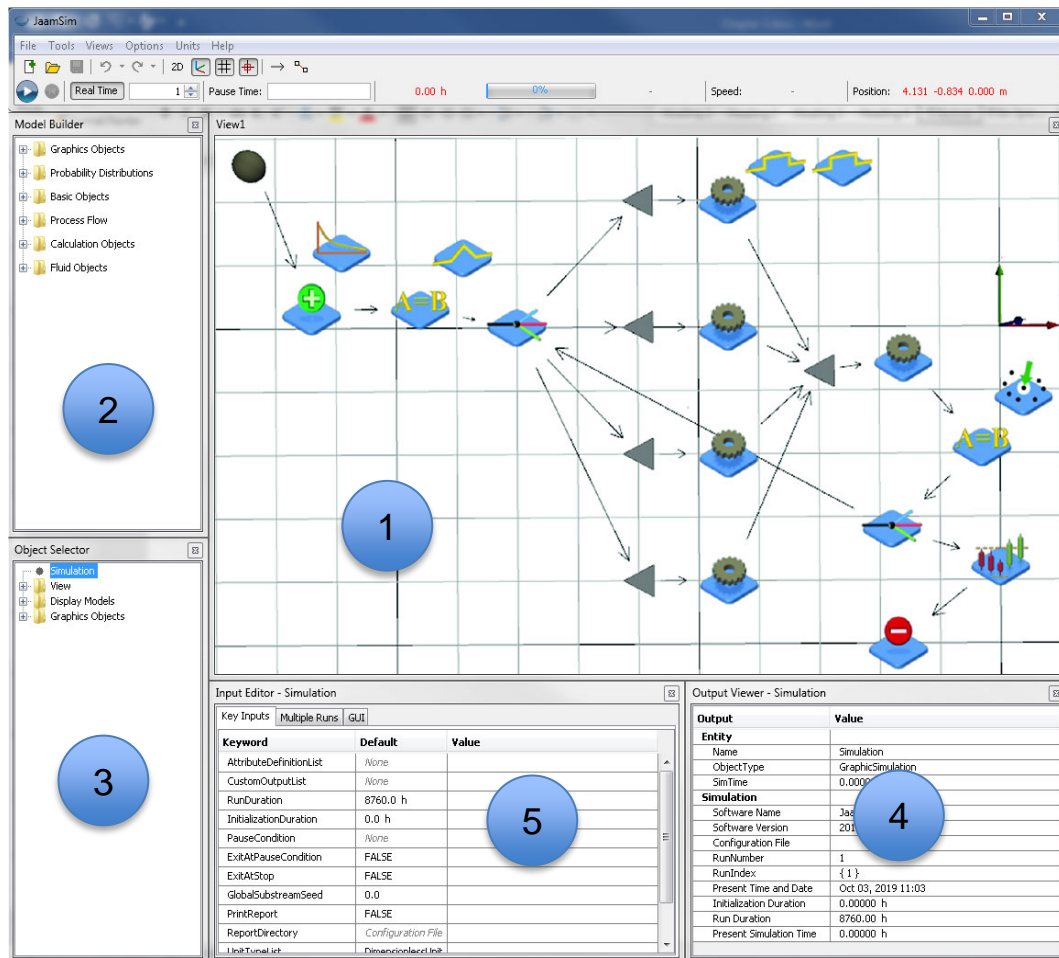 JaamSim
File Tools Views Options Units Help
2D
Real Time 1 Pause Time: 0.00 h 0% - Speed: - Position: 4.131 -0.834 0.000 m
Model Builder
Graphics Objects
Probability Distributions
Basic Objects
Process Flow
Calculation Objects
Fluid Objects
2
View1
A=B
A=B
1
Object Selector
Simulation
View
Display Models
Graphics Objects
3
Input Editor - Simulation
Key Inputs Multiple Runs GUI
Keyword Default Value
AttributeDefinitionList None
CustomOutputList None
RunDuration 8760.0 h
InitializationDuration 0.0 h
PauseCondition None
ExitAtPauseCondition FALSE
ExitAtStop FALSE
GlobalSubstreamSeed 0.0
PrintReport FALSE
ReportDirectory Configuration File
UnitTypeList DimensionlessUnit
5
Output Viewer - Simulation
Output Value
Entity
Name Simulation
ObjectType GraphicSimulation
SimTime 0.0000
Simulation
Software Name Jaa
Software Version 201
Configuration File
RunNumber 1
RunIndex { 1 }
Present Time and Date Oct 03, 2019 11:03
Initialization Duration 0.00000 h
Run Duration 8760.00 h
Present Simulation Time 0.00000 h
4